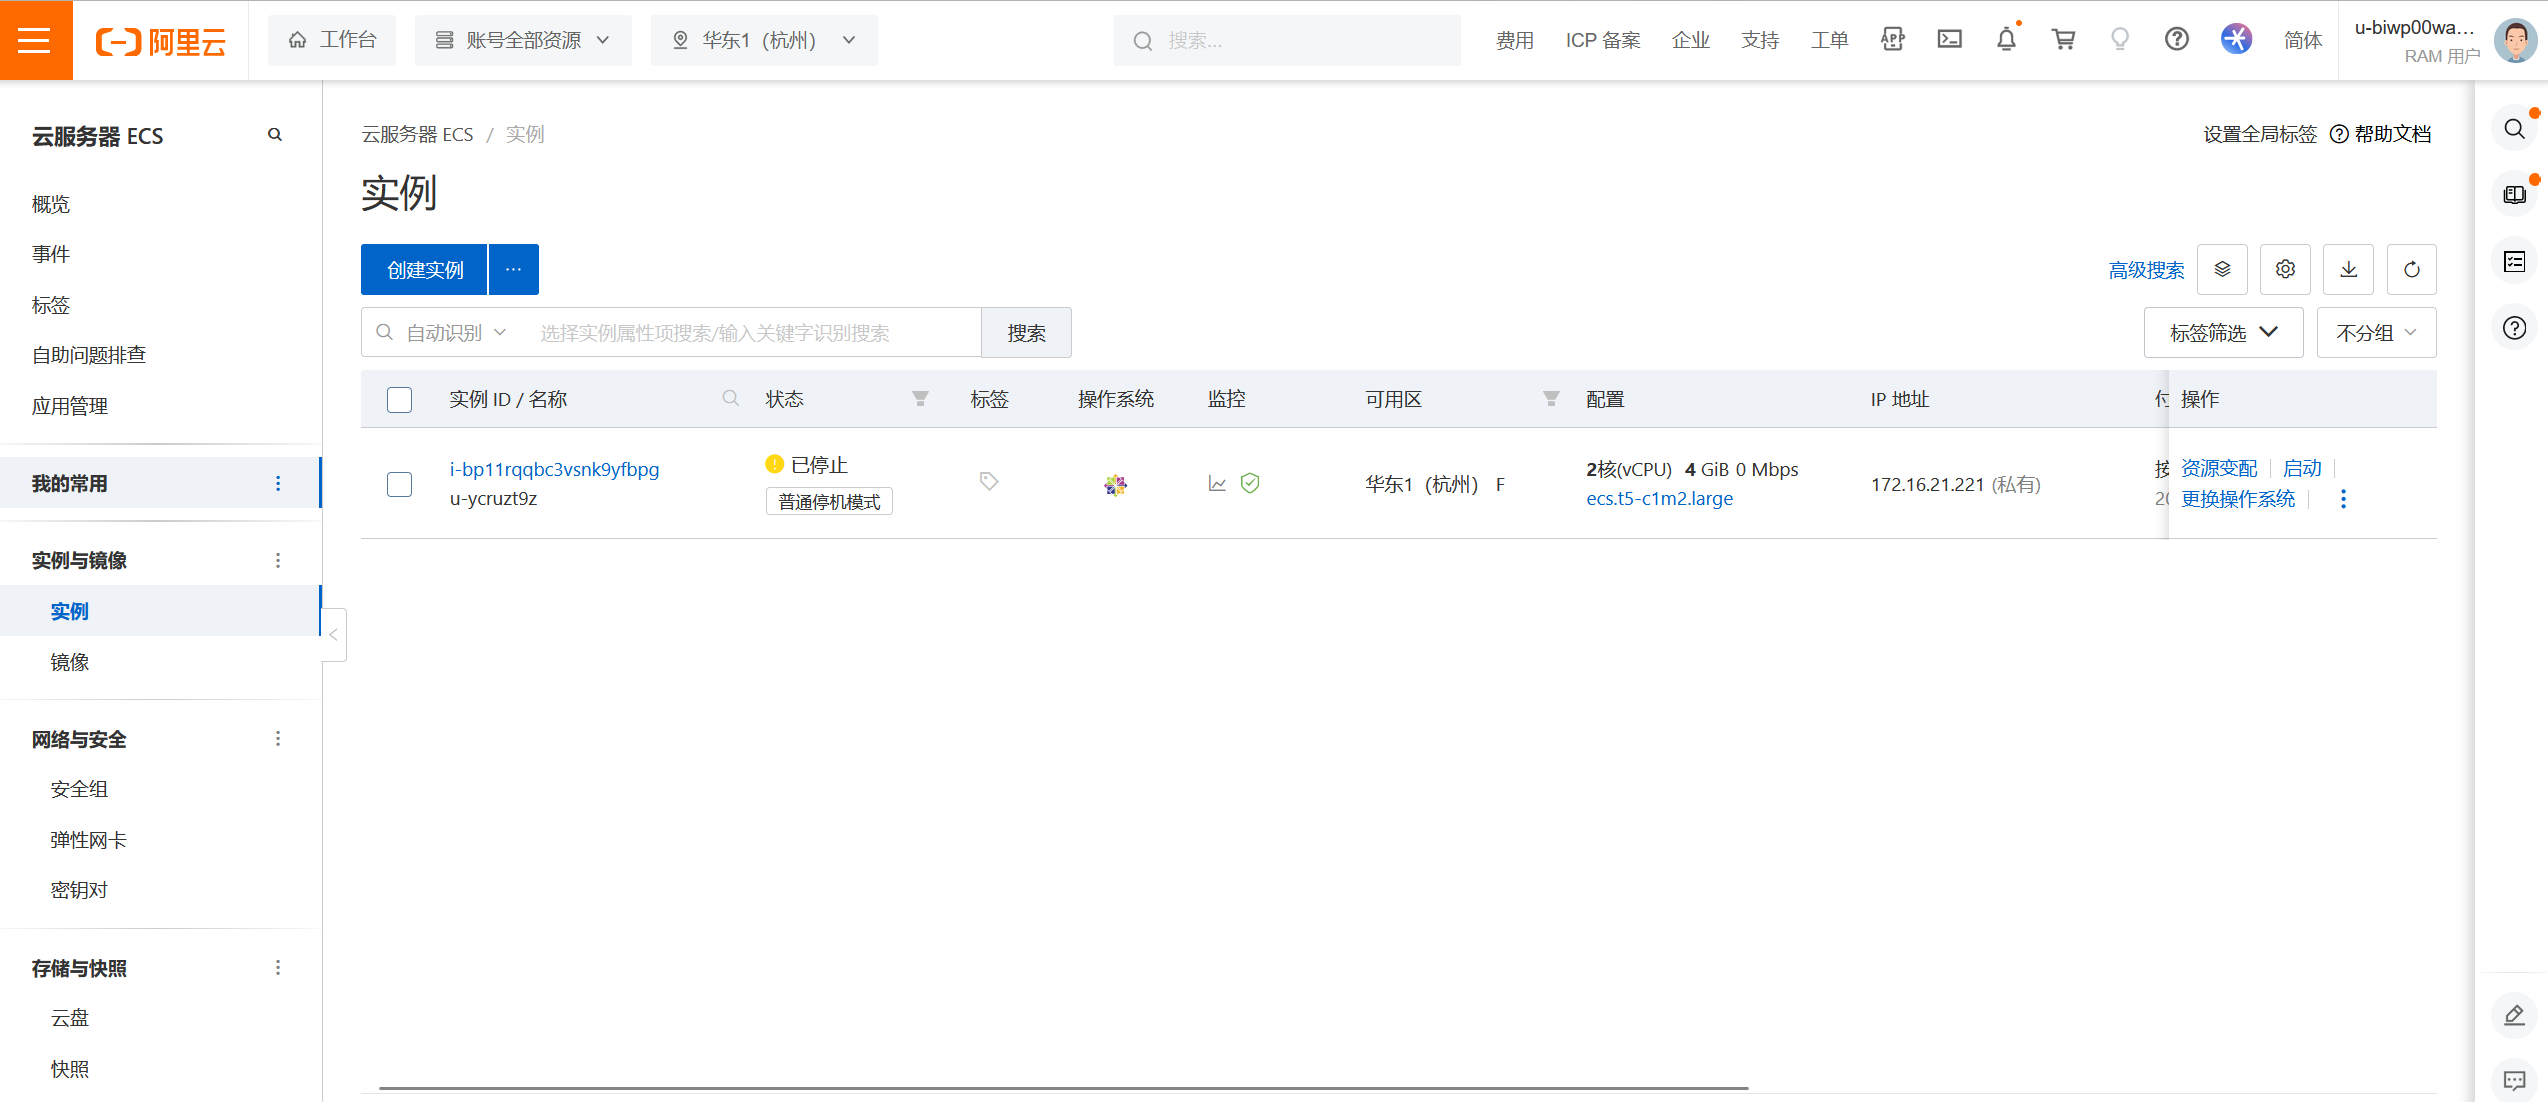 阿里云
工作台
账号全部资源
华东1（杭州）
搜索...
费用
ICP 备案
企业
支持
工单
APP
简体
u-biwp00wa...
RAM 用户
云服务器 ECS
概览
事件
标签
自助问题排查
应用管理
我的常用
实例与镜像
实例
镜像
网络与安全
安全组
弹性网卡
密钥对
存储与快照
云盘
快照
云服务器 ECS / 实例
设置全局标签
帮助文档
实例
创建实例
...
高级搜索
自动识别
选择实例属性项搜索/输入关键字识别搜索
搜索
标签筛选
不分组
实例 ID / 名称
状态
标签
操作系统
监控
可用区
配置
IP 地址
付
操作
i-bp11rqqbc3vsnk9yfbpg
u-ycruzt9z
已停止
普通停机模式
华东1（杭州） F
2核(vCPU) 4 GiB 0 Mbps
ecs.t5-c1m2.large
172.16.21.221 (私有)
按
20
资源变配
启动
更换操作系统